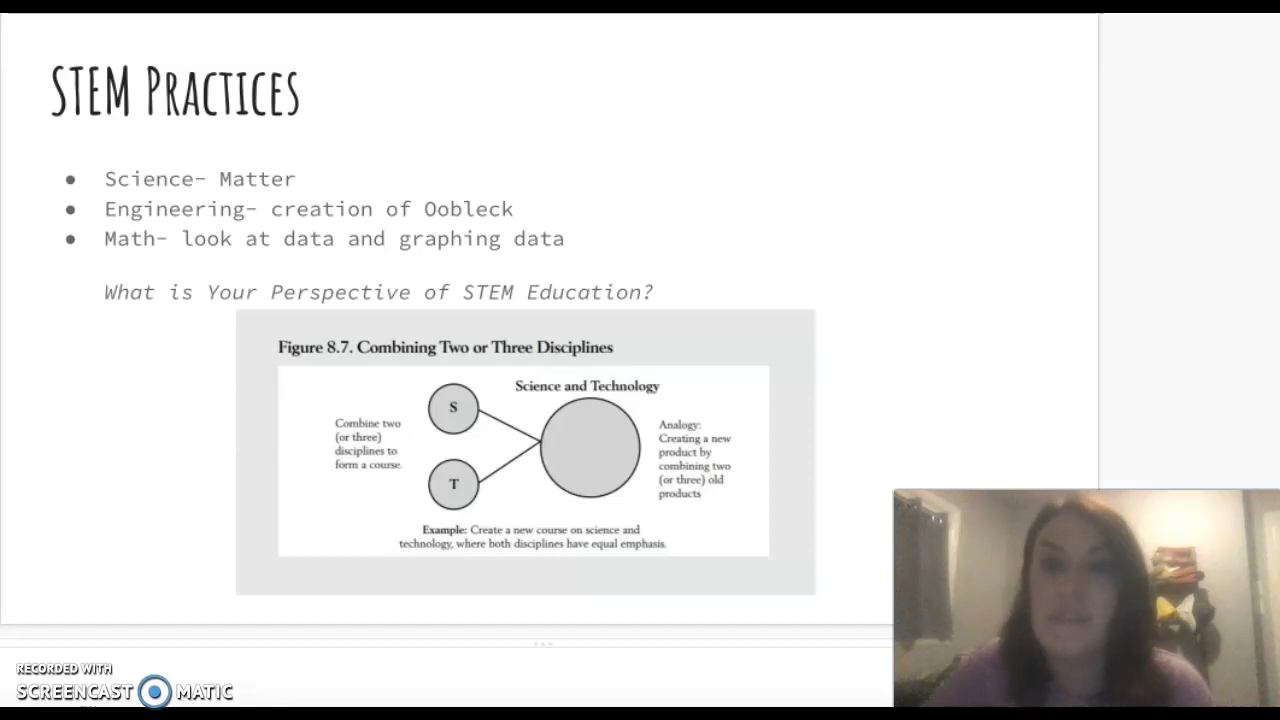 STEM Practices
● Science- Matter
● Engineering- creation of Oobleck
● Math- look at data and graphing data
What is Your Perspective of STEM Education?
Figure 8.7. Combining Two or Three Disciplines
Science and Technology
S
T
Combine two
(or three)
disciplines to
form a course.
Analogy:
Creating a new
product by
combining two
(or three) old
products
Example: Create a new course on science and
technology, where both disciplines have equal emphasis.
RECORDED WITH
SCREENCAST MATIC